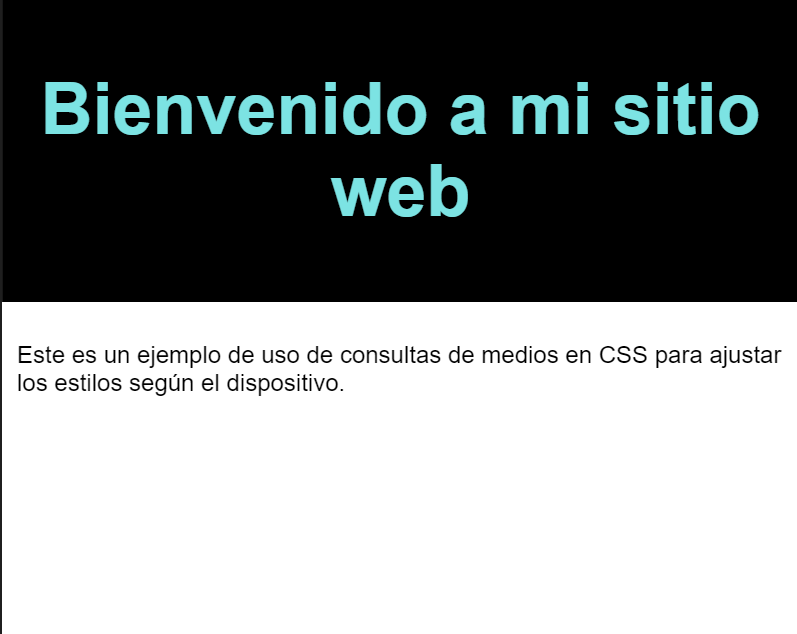 Bienvenido a mi sitio
web
Este es un ejemplo de uso de consultas de medios en CSS para ajustar
los estilos según el dispositivo.